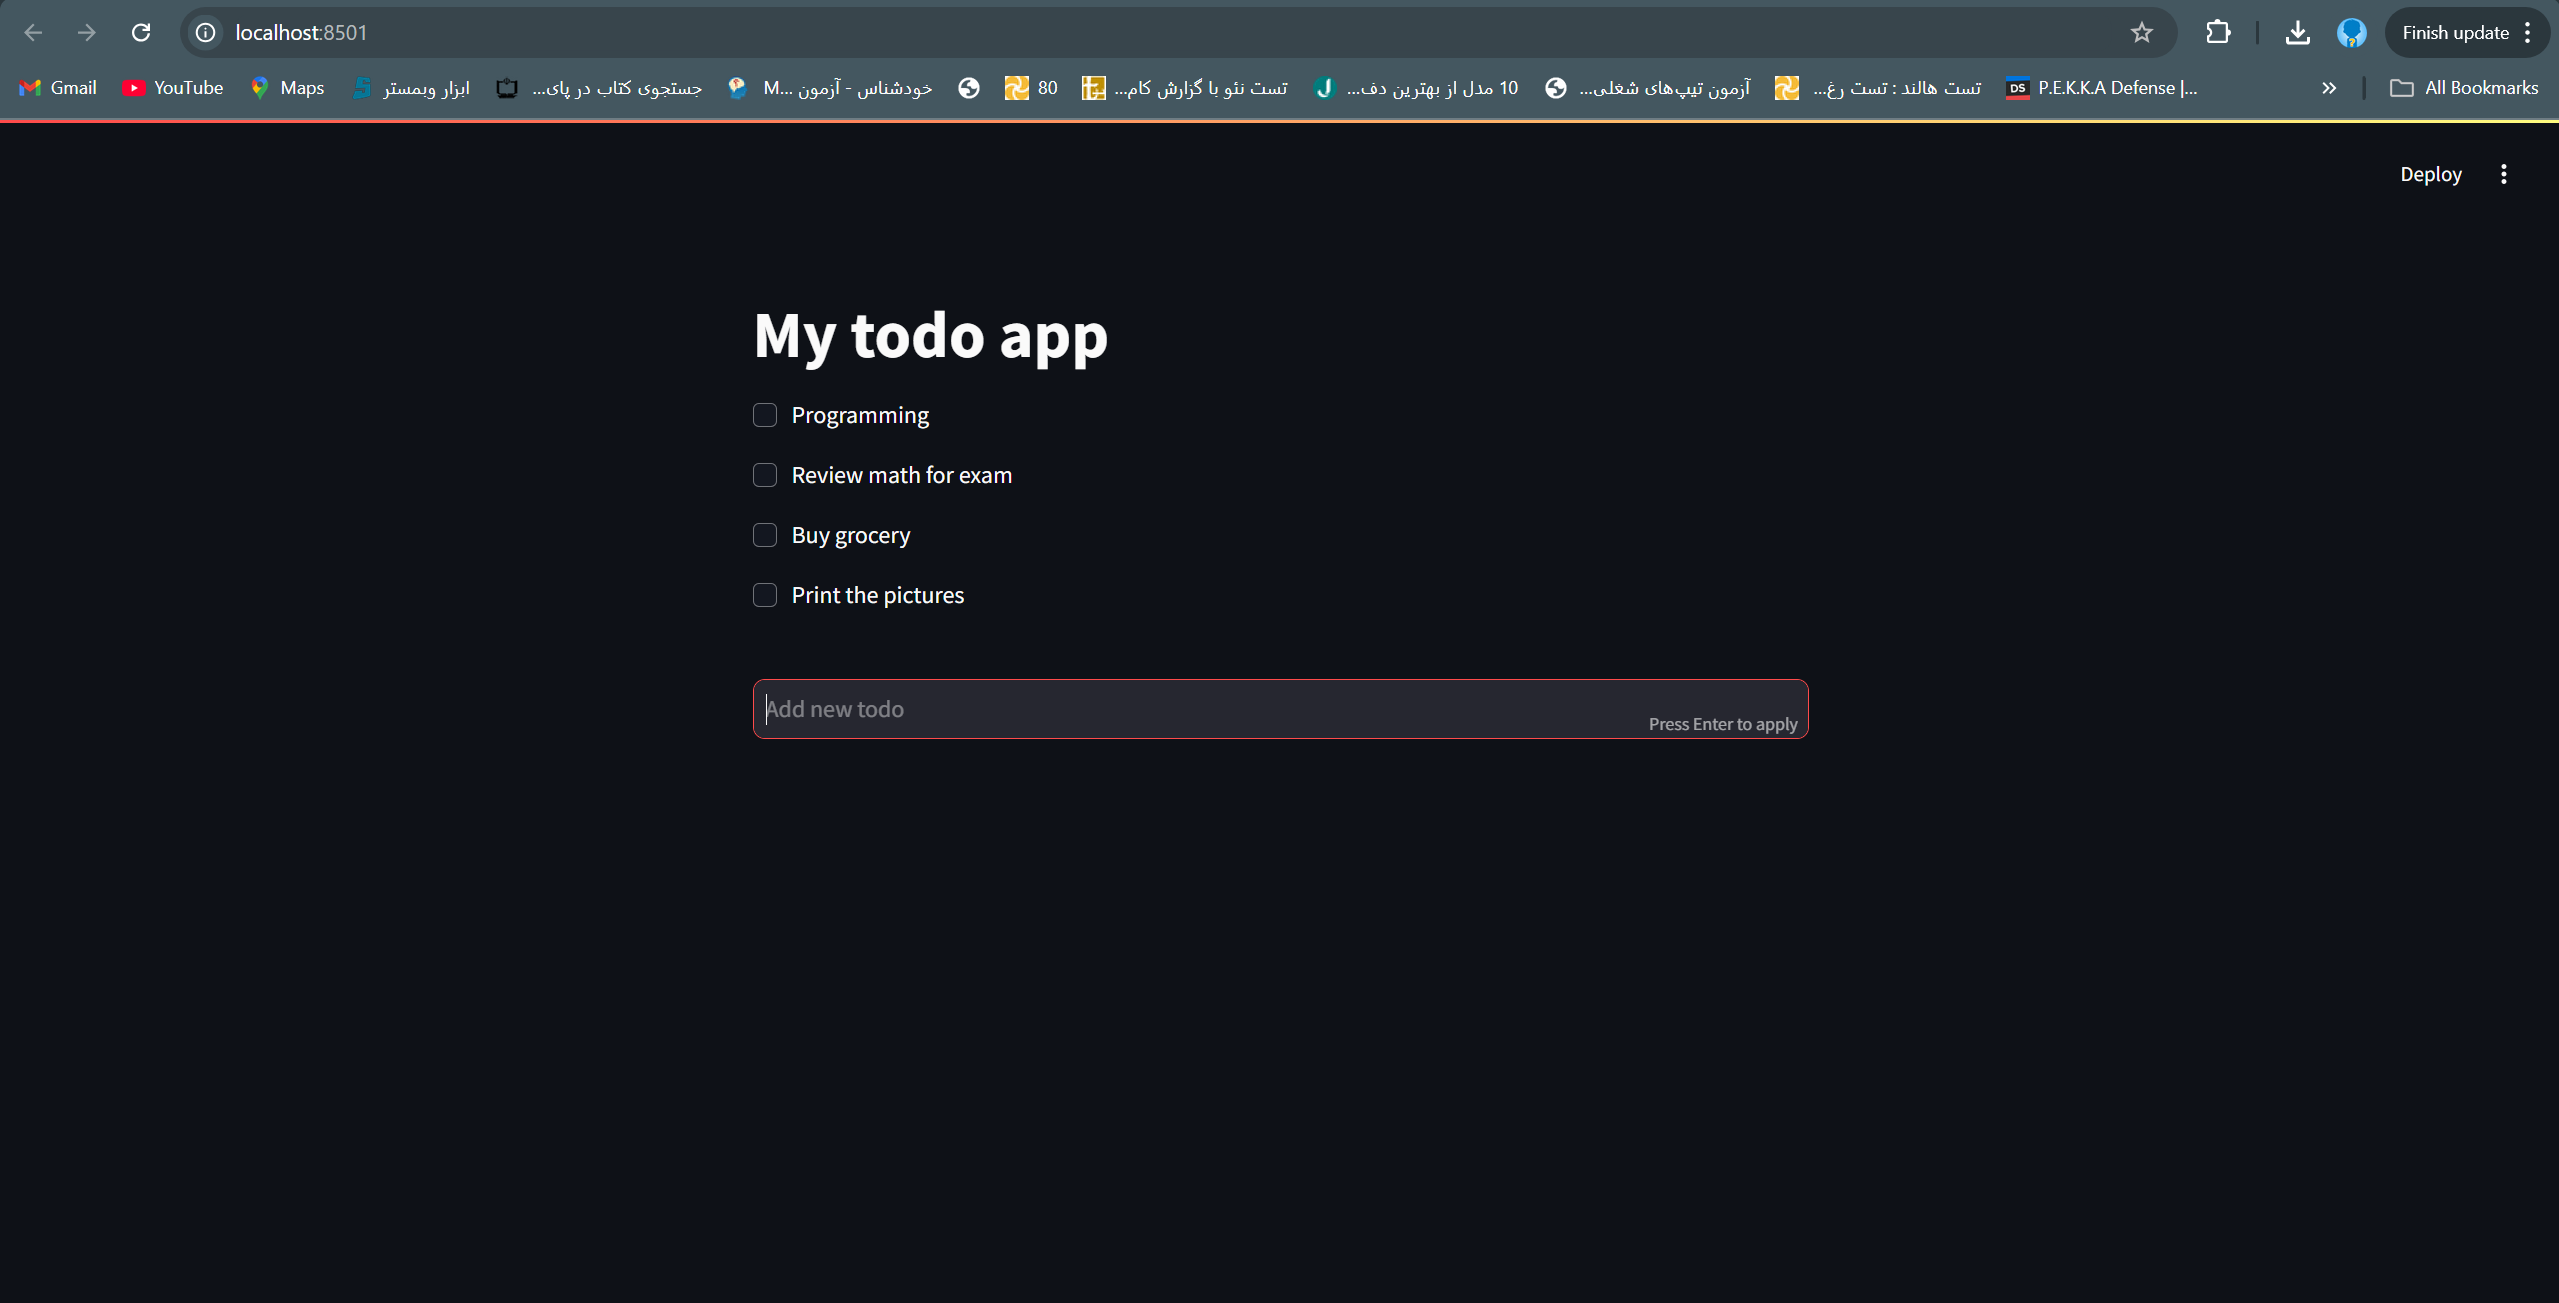 localhost:8501
Finish update
Gmail YouTube Maps ابزار وبمستر جستجوی کتاب در پای... خودشناس - آزمون M... 80 تست نئو با گزارش کام... 10 مدل از بهترین دف... آزمون تیپ‌های شغلی... تست هالند : تست رغ... P.E.K.K.A Defense |... » All Bookmarks
Deploy
My todo app
Programming
Review math for exam
Buy grocery
Print the pictures
Add new todo
Press Enter to apply